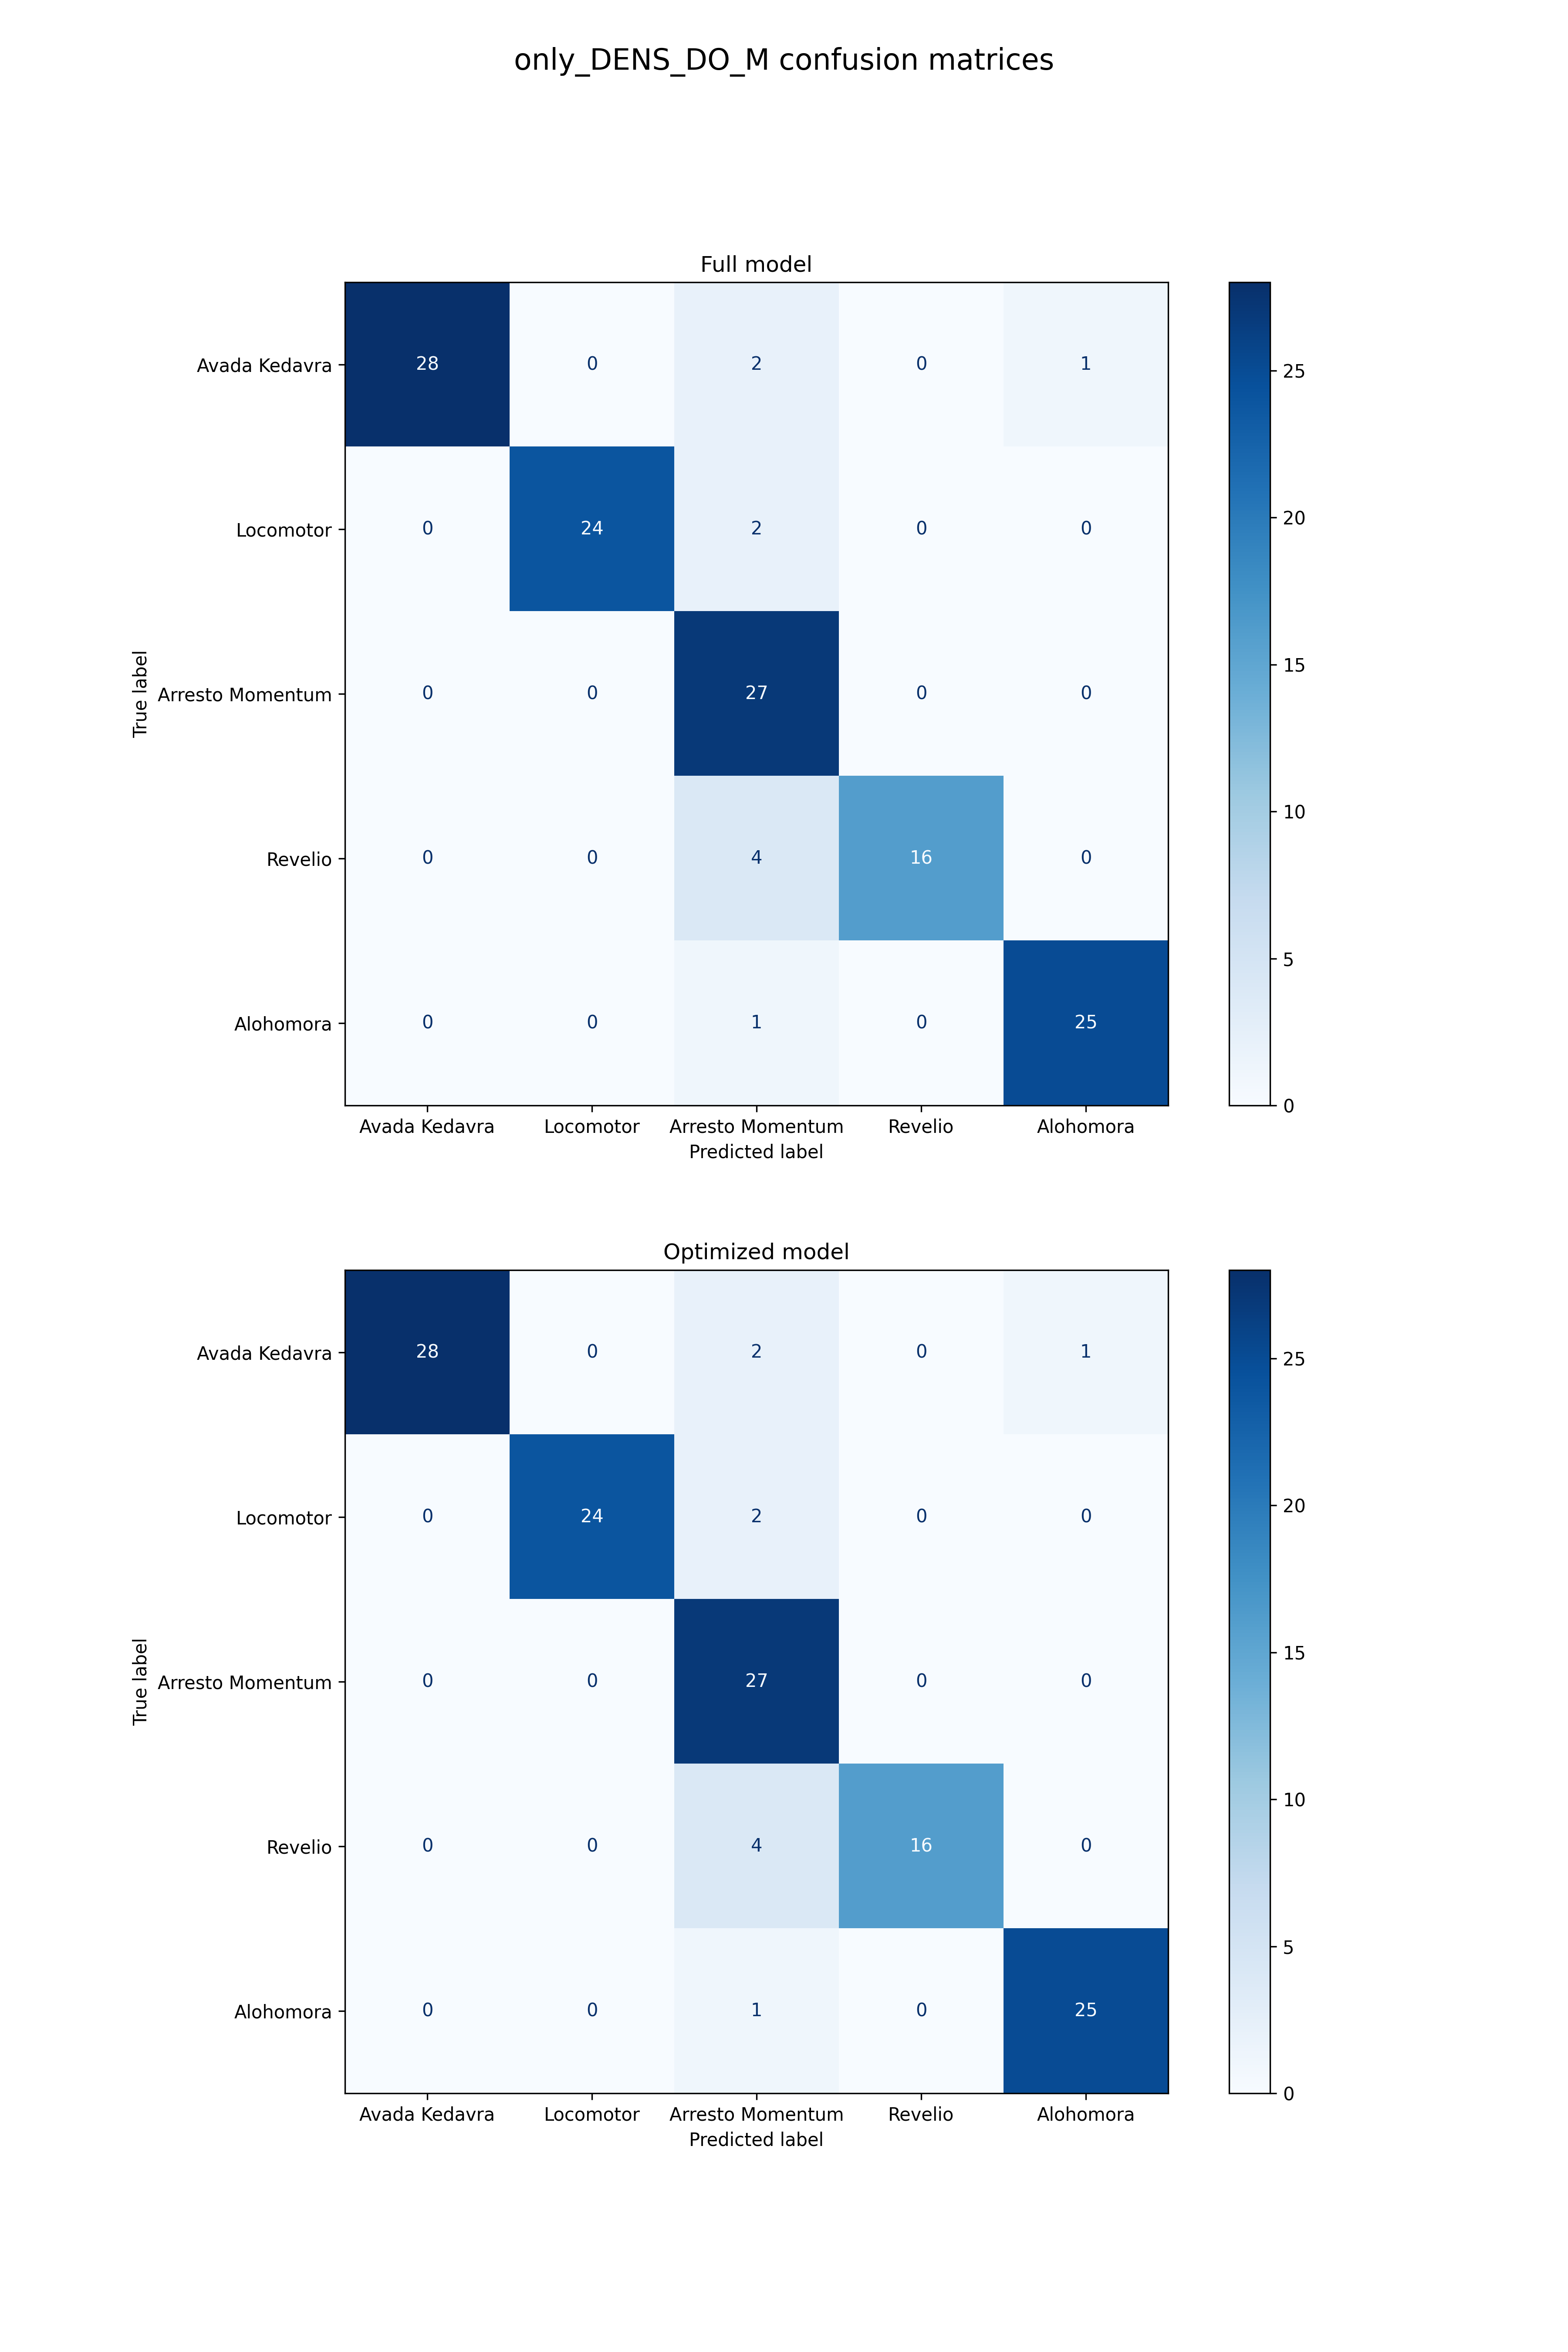 only_DENS_DO_M confusion matrices
Full model
Avada Kedavra 28 0 2 0 1
Locomotor 0 24 2 0 0
Arresto Momentum 0 0 27 0 0
Revelio 0 0 4 16 0
Alohomora 0 0 1 0 25
True label
Avada Kedavra Locomotor Arresto Momentum Revelio Alohomora
Predicted label
25
20
15
10
5
0
Optimized model
Avada Kedavra 28 0 2 0 1
Locomotor 0 24 2 0 0
Arresto Momentum 0 0 27 0 0
Revelio 0 0 4 16 0
Alohomora 0 0 1 0 25
True label
Avada Kedavra Locomotor Arresto Momentum Revelio Alohomora
Predicted label
25
20
15
10
5
0